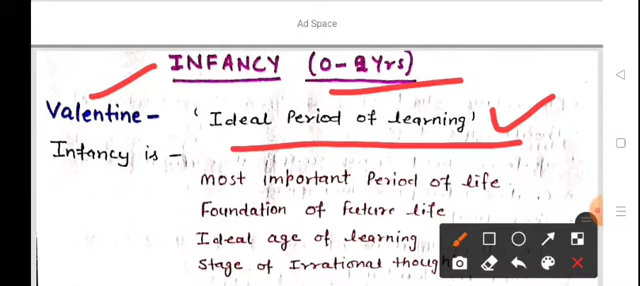 Ad Space
INFANCY (0-2Yrs)
Valentine - 'Ideal Period of learning'
Infancy is -
most important Period of life
Foundation of future life
Ideal age of learning
Stage of Irrational though